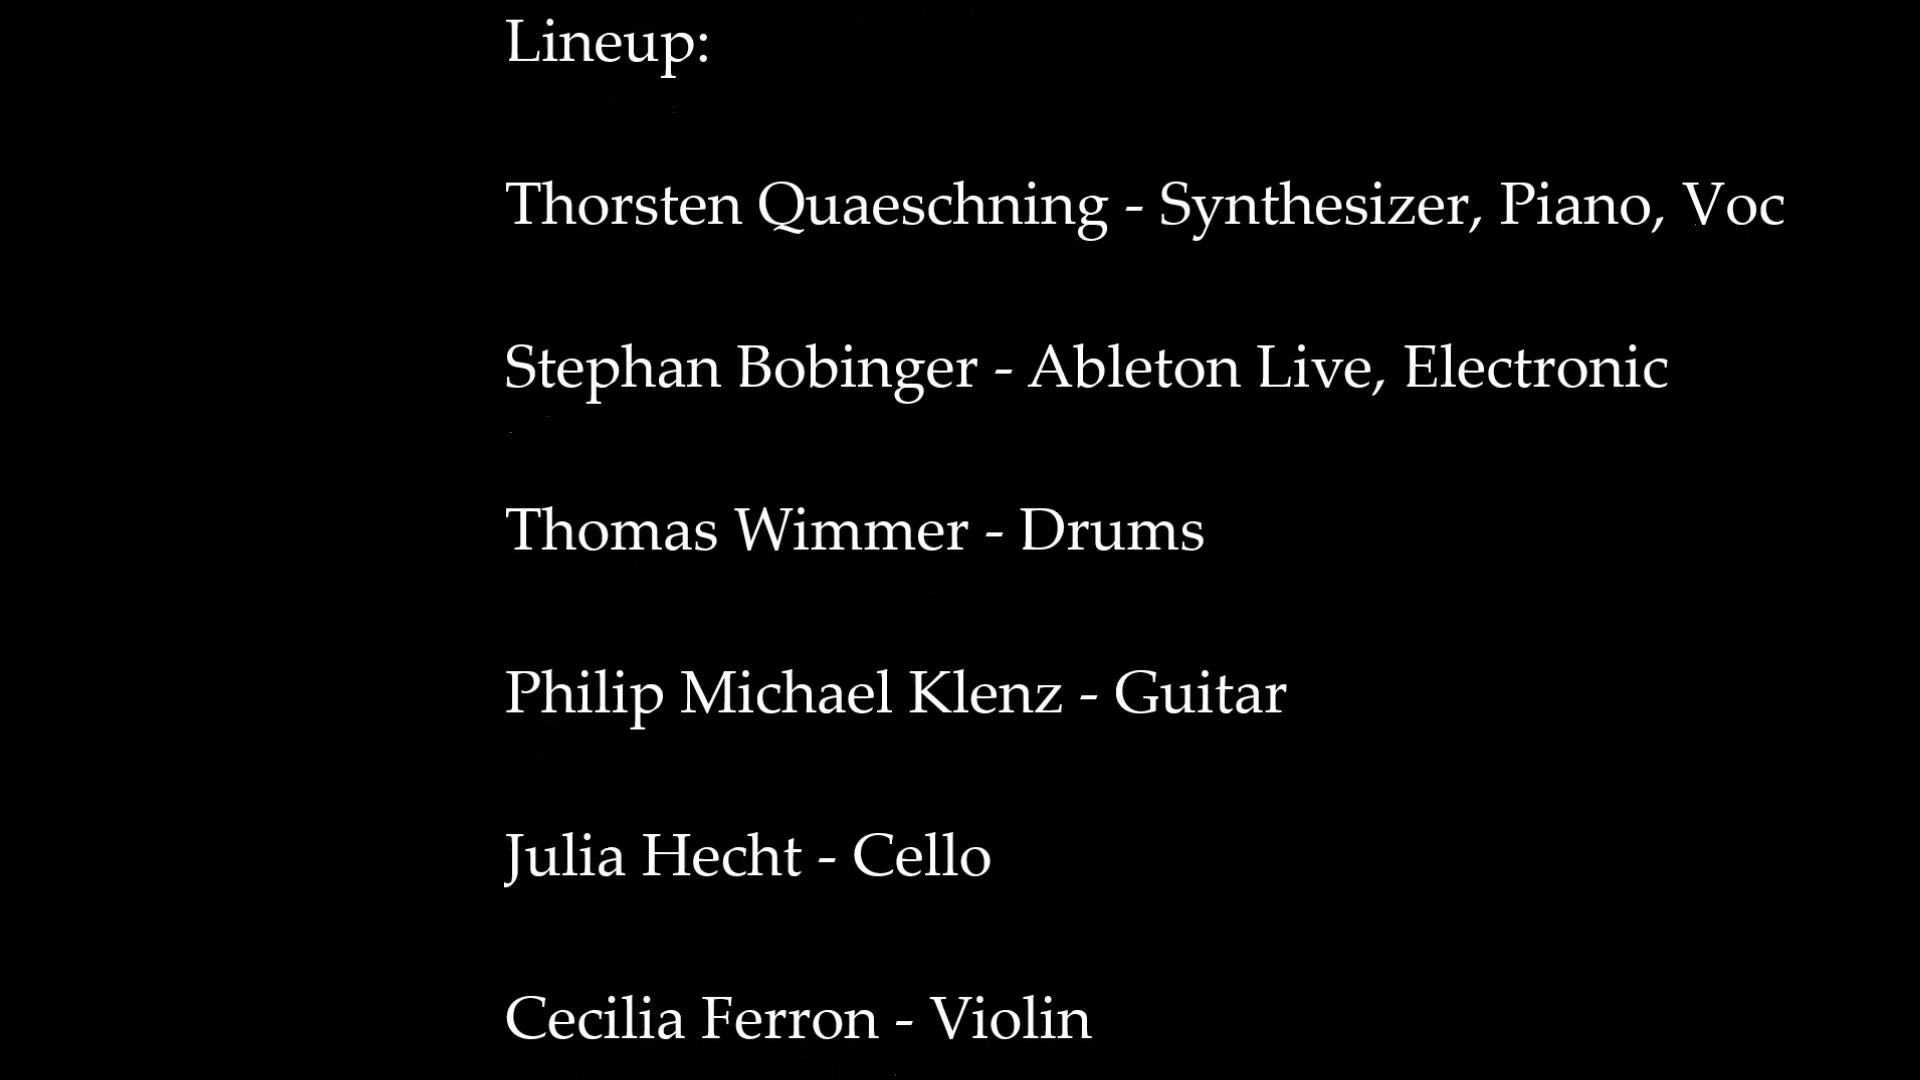 Lineup:
Thorsten Quaeschning - Synthesizer, Piano, Voc
Stephan Bobinger - Ableton Live, Electronic
Thomas Wimmer - Drums
Philip Michael Klenz - Guitar
Julia Hecht - Cello
Cecilia Ferron - Violin